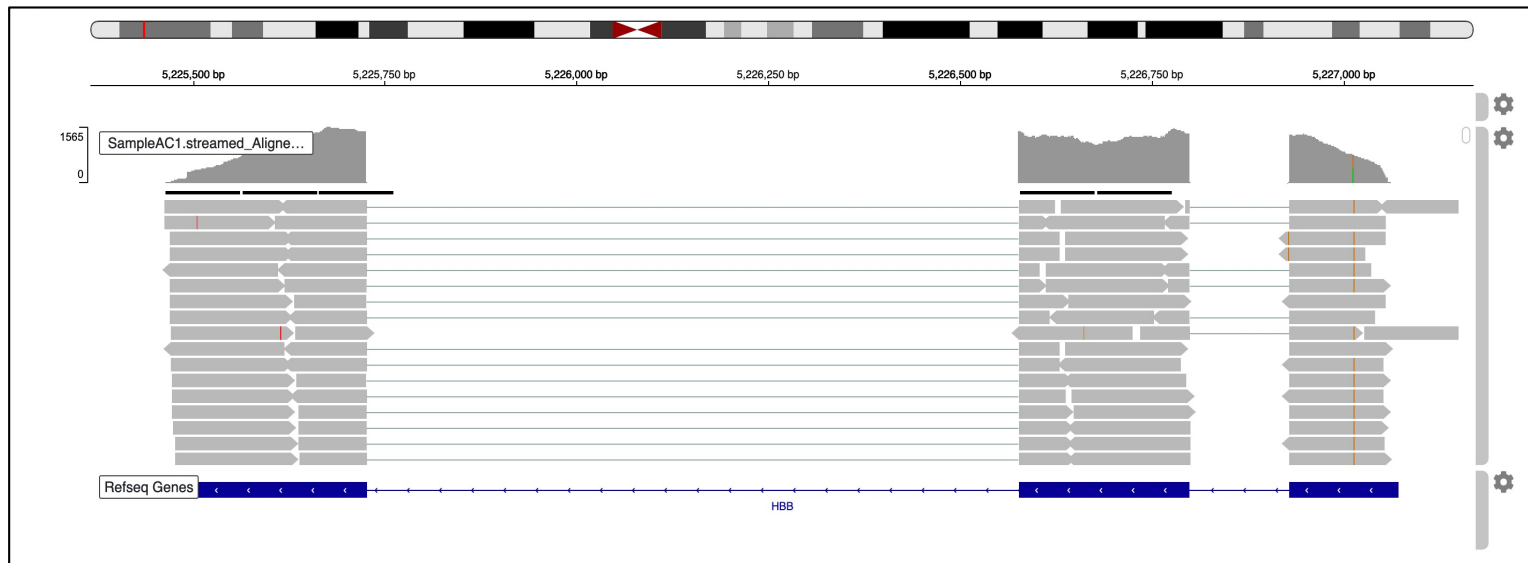 5,225,500 bp 5,225,750 bp 5,226,000 bp 5,226,250 bp 5,226,500 bp 5,226,750 bp 5,227,000 bp
1565
SampleAC1.streamed_Aligne...
0
Refseq Genes
HBB